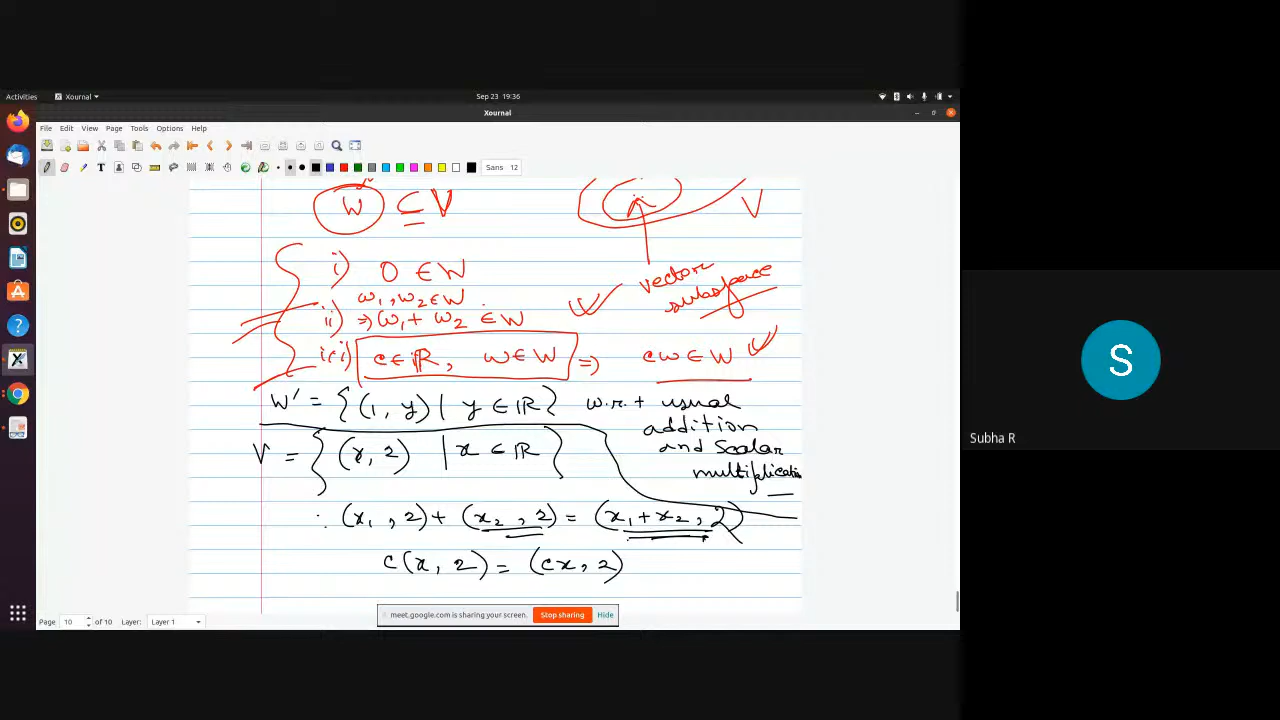 Activities Xournal Sep 23 19:36
Xournal
File Edit View Page Tools Options Help
Sans 12
W ⊆ V
V
i) 0 ∈ W
vector subspace
ω₁, ω₂ ∈ W
ii) ⇒ ω₁ + ω₂ ∈ W
iii) c ∈ ℝ, ω ∈ W ⇒ cω ∈ W
W' = {(1, y) | y ∈ ℝ} w.r.t usual
addition
and scalar
multiplication
V = {(x, 2) | x ∈ ℝ}
: (x₁, 2) + (x₂, 2) = (x₁ + x₂, 2)
c(x, 2) = (cx, 2)
meet.google.com is sharing your screen. Stop sharing Hide
Page 10 of 10 Layer: Layer 1
S
Subha R